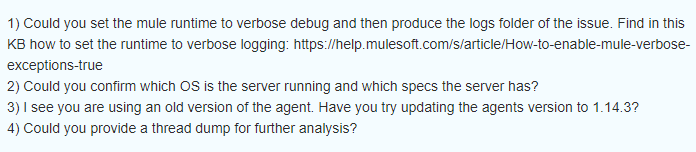 1) Could you set the mule runtime to verbose debug and then produce the logs folder of the issue. Find in this
KB how to set the runtime to verbose logging: https://help.mulesoft.com/s/article/How-to-enable-mule-verbose-
exceptions-true
2) Could you confirm which OS is the server running and which specs the server has?
3) I see you are using an old version of the agent. Have you try updating the agents version to 1.14.3?
4) Could you provide a thread dump for further analysis?